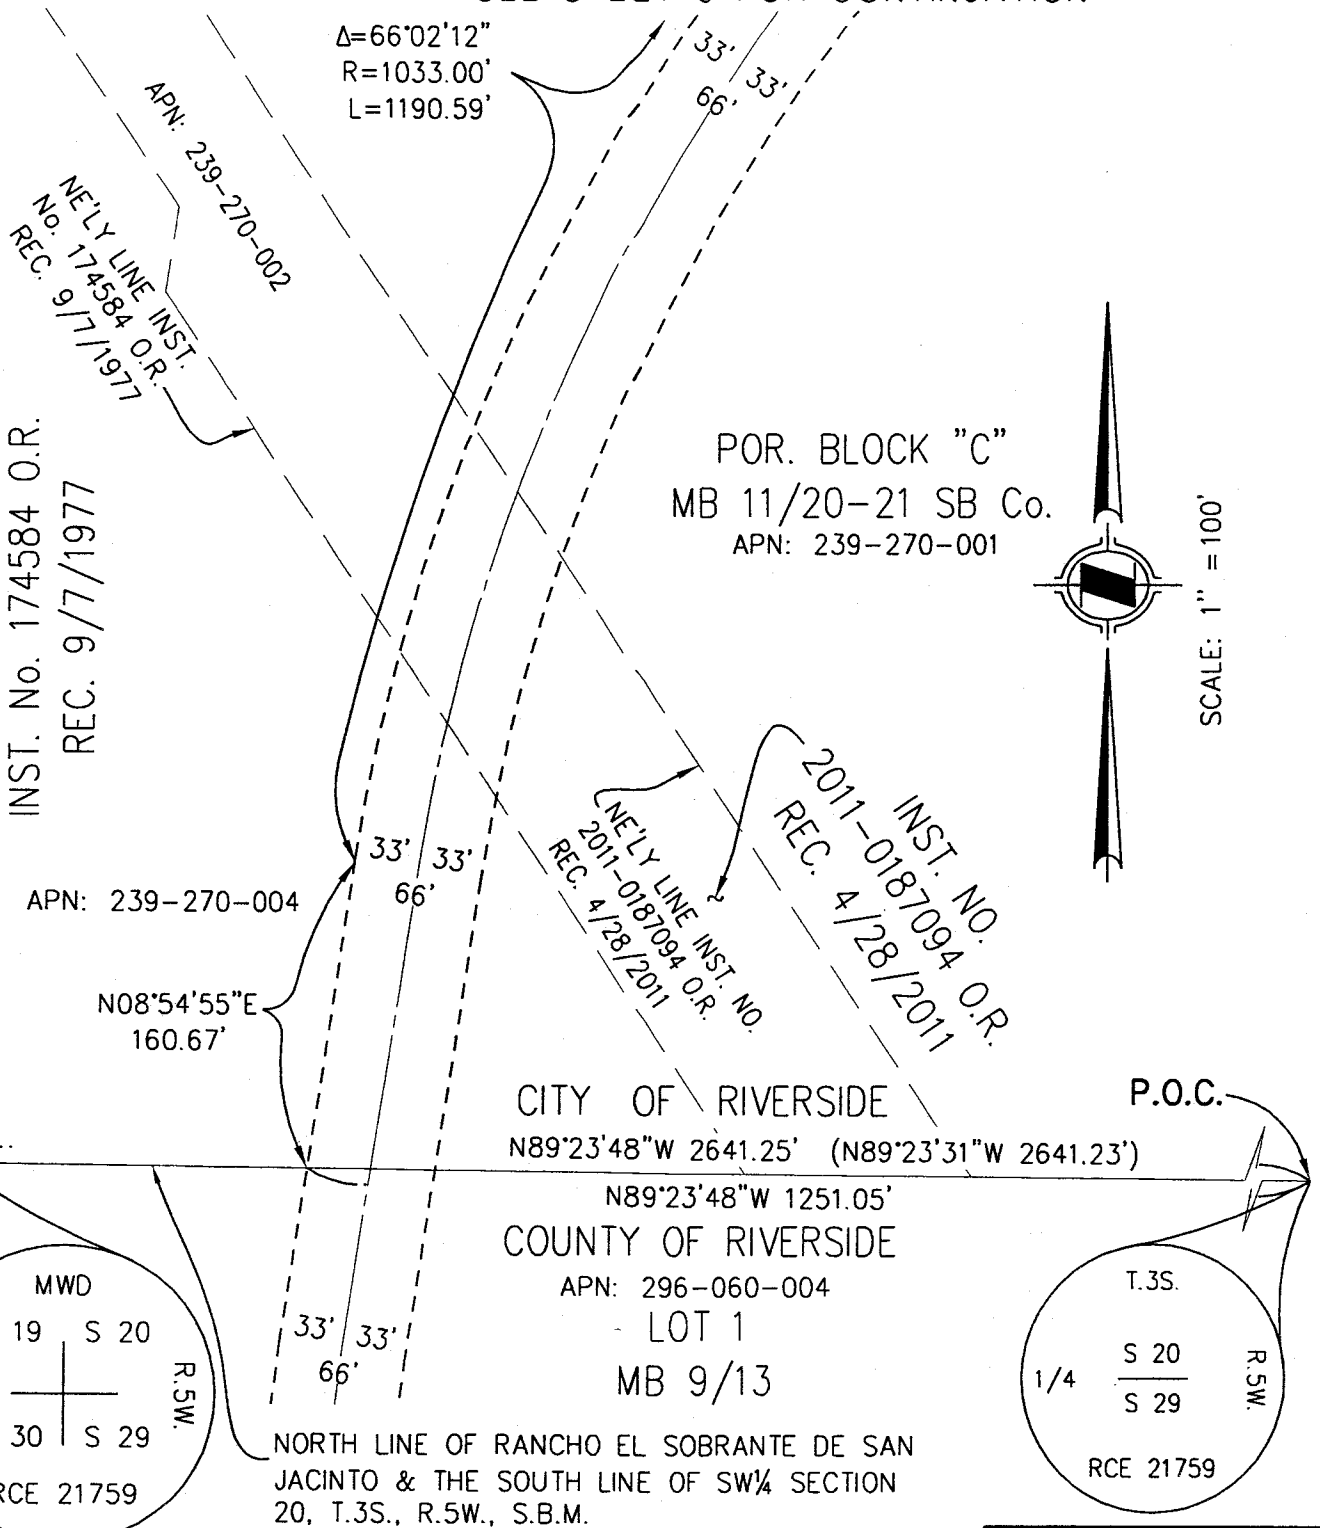 Δ=66°02'12"
R=1033.00'
L=1190.59'
33' 33'
66'
APN: 239-270-002
NE'LY LINE INST.
No. 174584 O.R.
REC. 9/7/1977
INST. No. 174584 O.R.
REC. 9/7/1977
POR. BLOCK "C"
MB 11/20-21 SB Co.
APN: 239-270-001
SCALE: 1" = 100'
33' 33'
66'
APN: 239-270-004
NE'LY LINE INST. NO.
2011-0187094 O.R.
REC. 4/28/2011
INST. NO.
2011-0187094 O.R.
REC. 4/28/2011
N08°54'55"E
160.67'
CITY OF RIVERSIDE
P.O.C.
N89°23'48"W 2641.25' (N89°23'31"W 2641.23')
N89°23'48"W 1251.05'
COUNTY OF RIVERSIDE
APN: 296-060-004
LOT 1
MB 9/13
33' 33'
66'
MWD
19 S 20
30 S 29
R.5W.
RCE 21759
T.3S.
1/4 S 20
S 29
R.5W.
RCE 21759
NORTH LINE OF RANCHO EL SOBRANTE DE SAN
JACINTO & THE SOUTH LINE OF SW¼ SECTION
20, T.3S., R.5W., S.B.M.